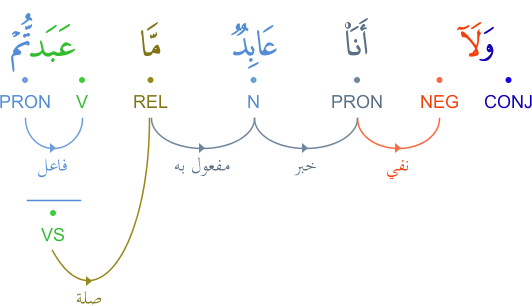 وَلَآ أَنَا۠ عَابِدٌۭ مَّا عَبَدتُّمْ
CONJ NEG PRON N REL V PRON
نفي خبر مفعول به فاعل
VS
صلة